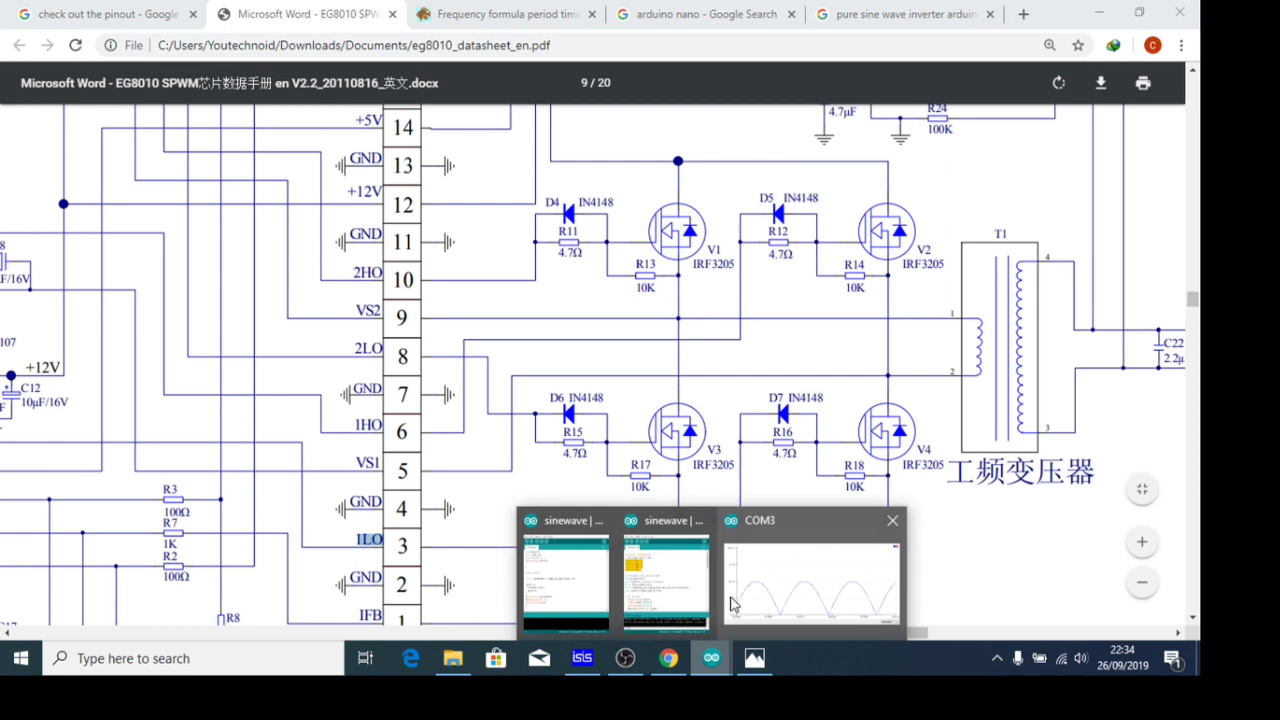 check out the pinout - Google
Microsoft Word - EG8010 SPW
Frequency formula period time
arduino nano - Google Search
pure sine wave inverter arduin
File
C:/Users/Youtechnoid/Downloads/Documents/eg8010_datasheet_en.pdf
C
Microsoft Word - EG8010 SPWM芯片数据手册 en V2.2_20110816_英文.docx
9 / 20
4.7μF
R24
100K
+5V
14
GND
13
+12V
12
GND
11
2HO
10
VS2
9
2LO
8
GND
7
1HO
6
VS1
5
GND
4
1LO
3
GND
2
IFB
1
D4 IN4148
R11
4.7Ω
R13
10K
V1
IRF3205
D5 IN4148
R12
4.7Ω
R14
10K
V2
IRF3205
T1
4
1
2
3
C22
2.2μ
8
F/16V
107
+12V
C12
10μF/16V
F
D6 IN4148
R15
4.7Ω
R17
10K
V3
IRF3205
D7 IN4148
R16
4.7Ω
R18
10K
V4
IRF3205
工频变压器
R3
100Ω
R7
1K
R2
100Ω
R8
sinewave | ...
sinewave | ...
COM3
Type here to search
isis
22:34
26/09/2019
1